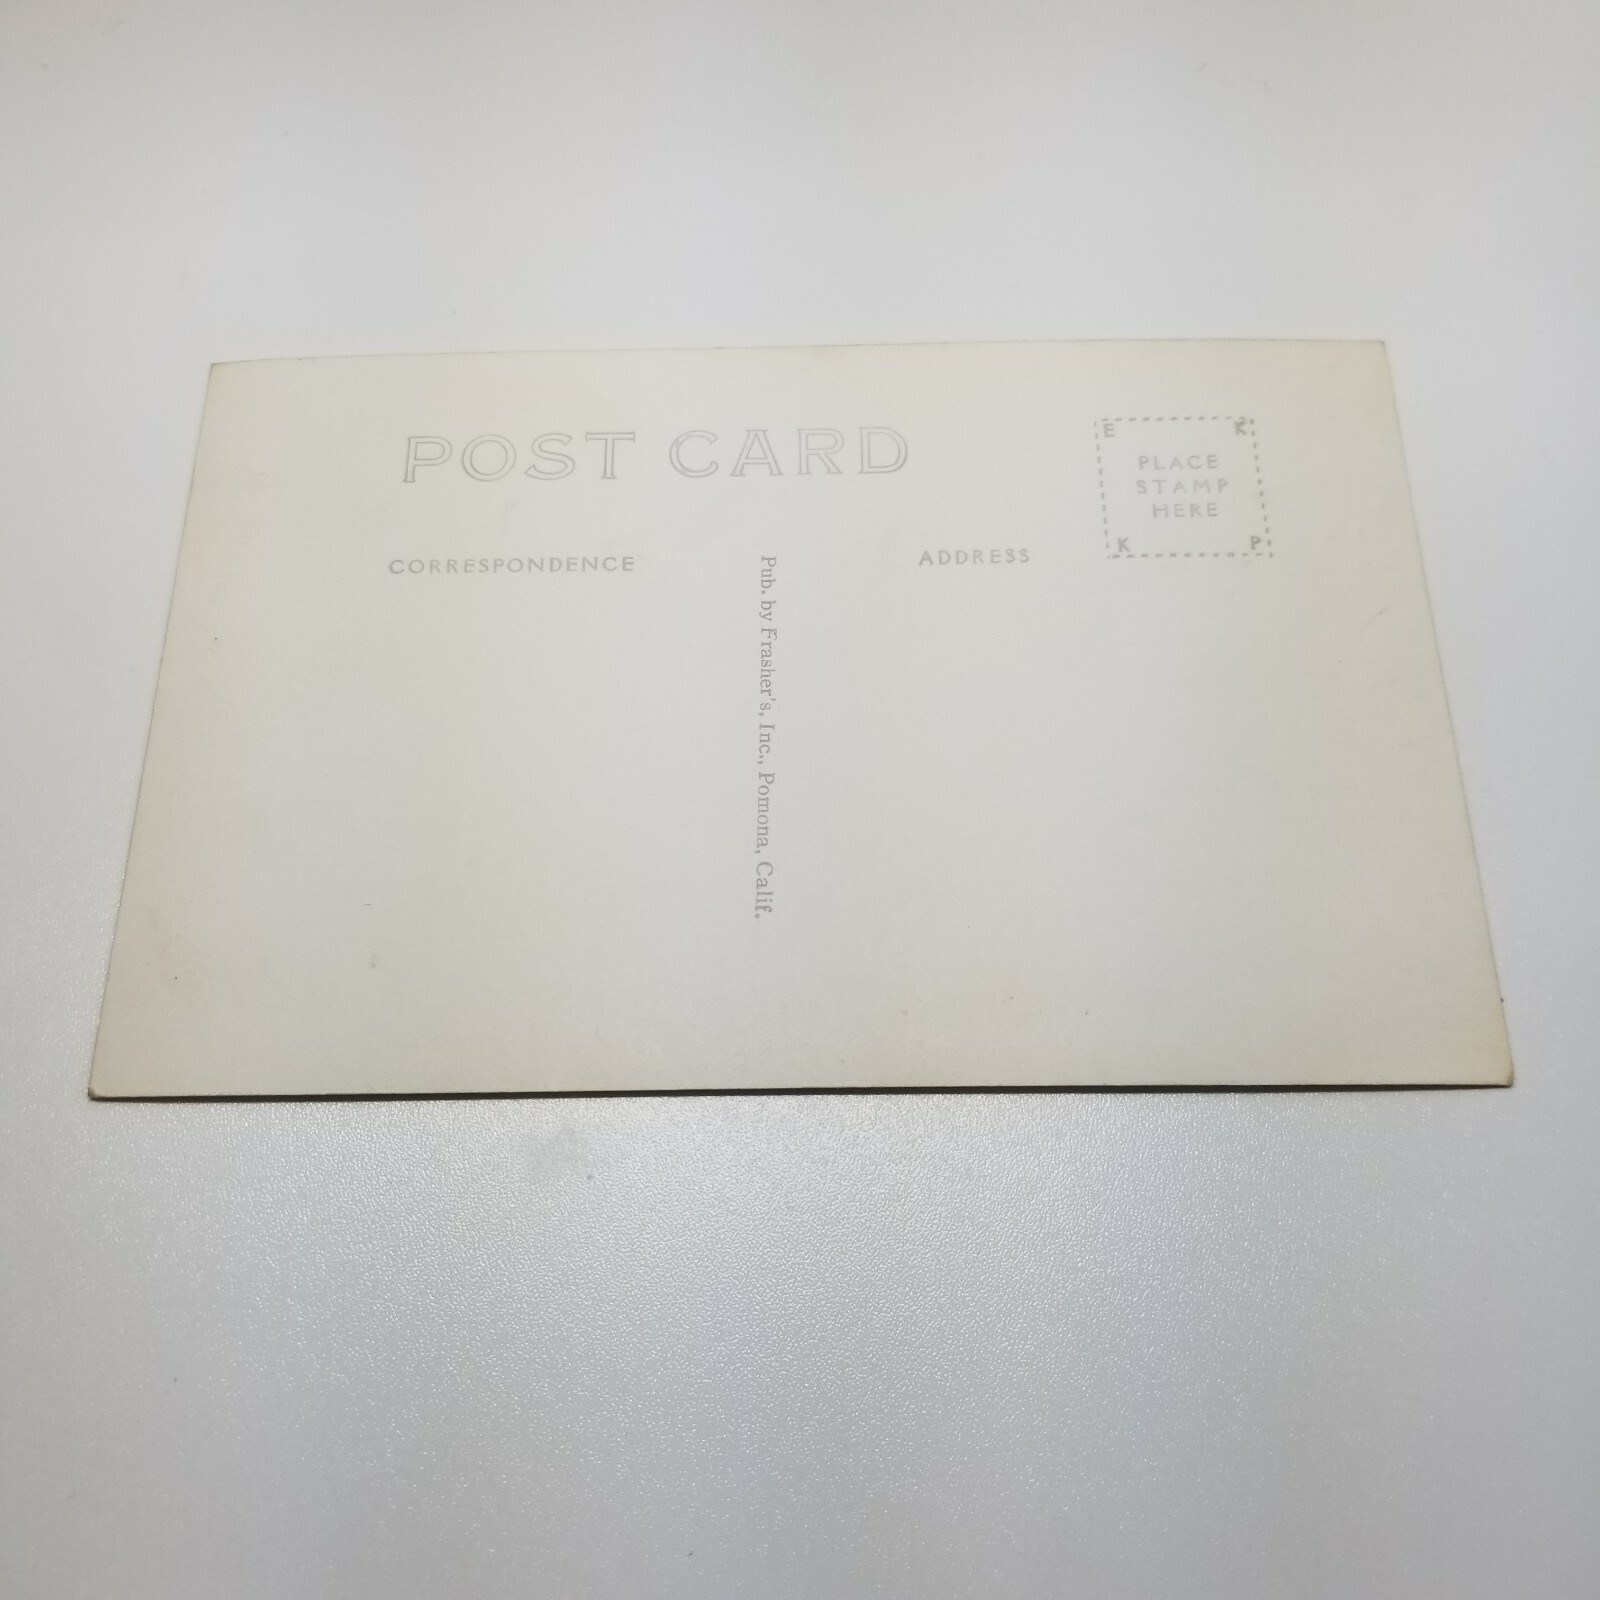 POST CARD
E K
PLACE
STAMP
HERE
K P
CORRESPONDENCE
ADDRESS
Pub. by Frasher's, Inc., Pomona, Calif.